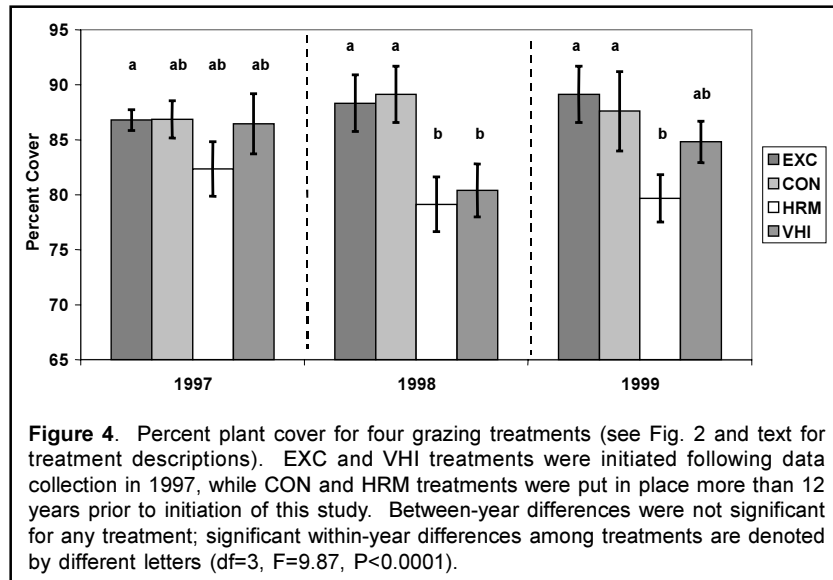 95
a ab ab ab a a b b a a b ab
90
85
80
75
70
65
Percent Cover
1997 1998 1999
EXC
CON
HRM
VHI
Figure 4. Percent plant cover for four grazing treatments (see Fig. 2 and text for
treatment descriptions). EXC and VHI treatments were initiated following data
collection in 1997, while CON and HRM treatments were put in place more than 12
years prior to initiation of this study. Between-year differences were not significant
for any treatment; significant within-year differences among treatments are denoted
by different letters (df=3, F=9.87, P<0.0001).